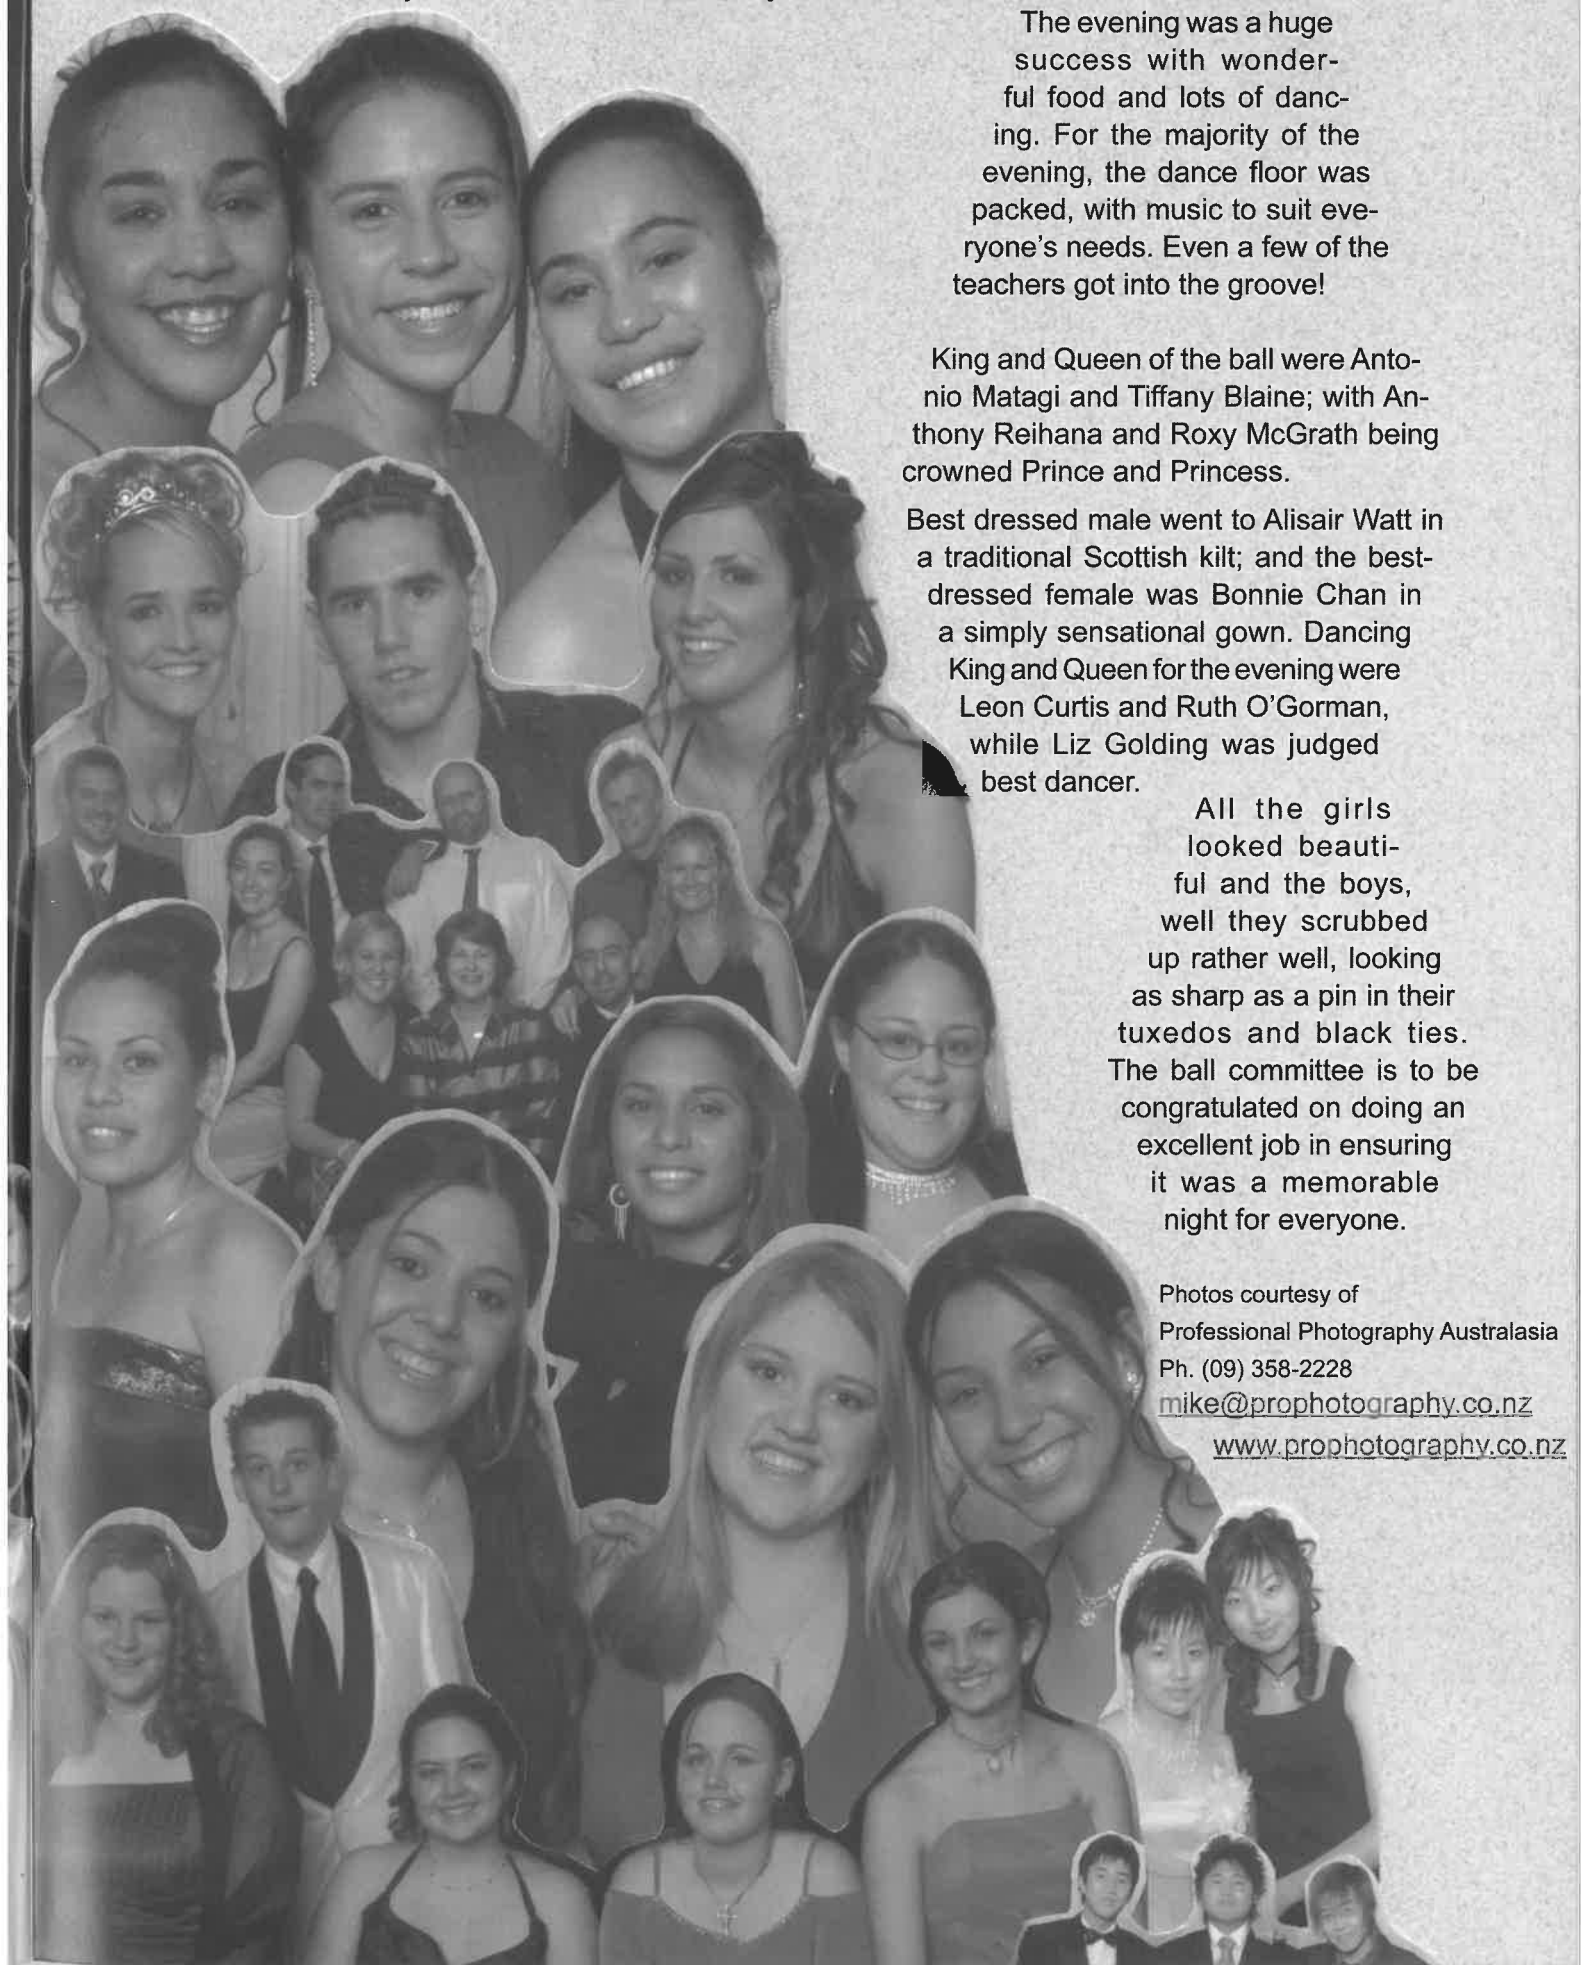 The evening was a huge
success with wonder-
ful food and lots of danc-
ing. For the majority of the
evening, the dance floor was
packed, with music to suit eve-
ryone's needs. Even a few of the
teachers got into the groove!
King and Queen of the ball were Anto-
nio Matagi and Tiffany Blaine; with An-
thony Reihana and Roxy McGrath being
crowned Prince and Princess.
Best dressed male went to Alisair Watt in
a traditional Scottish kilt; and the best-
dressed female was Bonnie Chan in
a simply sensational gown. Dancing
King and Queen for the evening were
Leon Curtis and Ruth O'Gorman,
while Liz Golding was judged
best dancer.
All the girls
looked beauti-
ful and the boys,
well they scrubbed
up rather well, looking
as sharp as a pin in their
tuxedos and black ties.
The ball committee is to be
congratulated on doing an
excellent job in ensuring
it was a memorable
night for everyone.
Photos courtesy of
Professional Photography Australasia
Ph. (09) 358-2228
mike@prophotography.co.nz
www.prophotography.co.nz